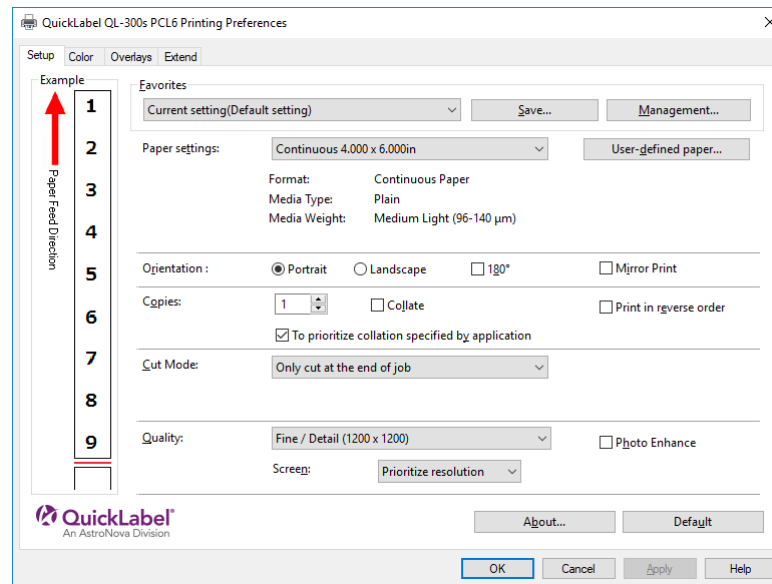 QuickLabel QL-300s PCL6 Printing Preferences
Setup Color Overlays Extend
Example
Paper Feed Direction
1
2
3
4
5
6
7
8
9
Favorites
Current setting(Default setting) Save... Management...
Paper settings: Continuous 4.000 x 6.000in User-defined paper...
Format: Continuous Paper
Media Type: Plain
Media Weight: Medium Light (96-140 µm)
Orientation : Portrait Landscape 180° Mirror Print
Copies: 1 Collate Print in reverse order
To prioritize collation specified by application
Cut Mode: Only cut at the end of job
Quality: Fine / Detail (1200 x 1200) Photo Enhance
Screen: Prioritize resolution
QuickLabel®
An AstroNova Division
About... Default
OK Cancel Apply Help